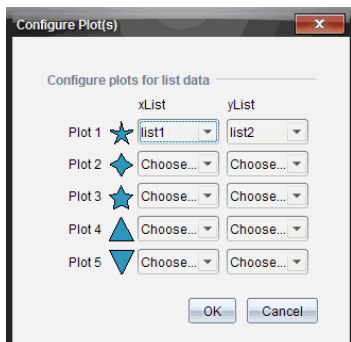 Configure Plot(s)
Configure plots for list data
xList yList
Plot 1 list1 list2
Plot 2 Choose... Choose...
Plot 3 Choose... Choose...
Plot 4 Choose... Choose...
Plot 5 Choose... Choose...
OK Cancel